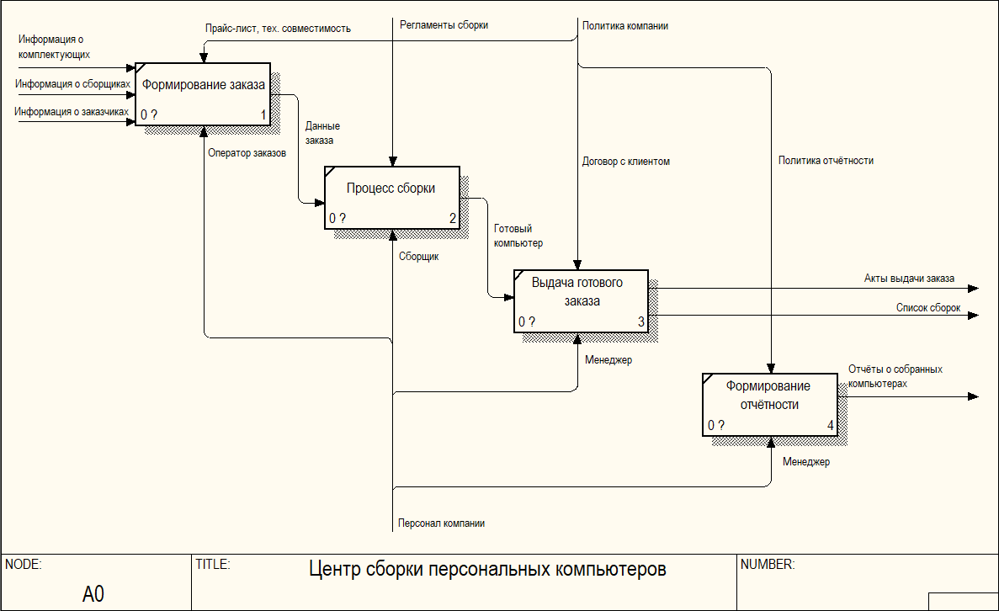 Прайс-лист, тех. совместимость
Регламенты сборки
Политика компании
Информация о
комплектующих
Информация о сборщиках
Информация о заказчиках
Формирование заказа
0 ?
1
Данные
заказа
Оператор заказов
Договор с клиентом
Политика отчётности
Процесс сборки
0 ?
2
Готовый
компьютер
Сборщик
Выдача готового
заказа
0 ?
3
Акты выдачи заказа
Список сборок
Менеджер
Отчёты о собранных
компьютерах
Формирование
отчётности
0 ?
4
Менеджер
Персонал компании
NODE:
A0
TITLE:
Центр сборки персональных компьютеров
NUMBER: